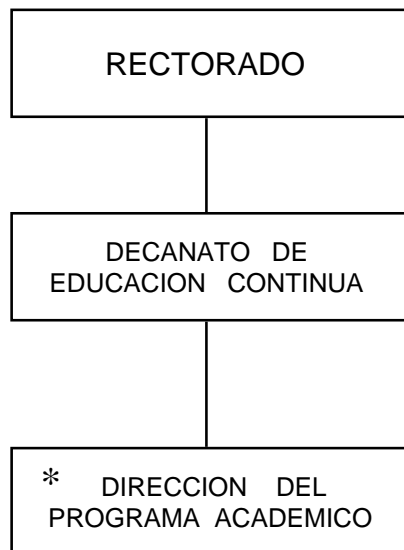 RECTORADO
DECANATO DE
EDUCACION CONTINUA
* DIRECCION DEL
PROGRAMA ACADEMICO